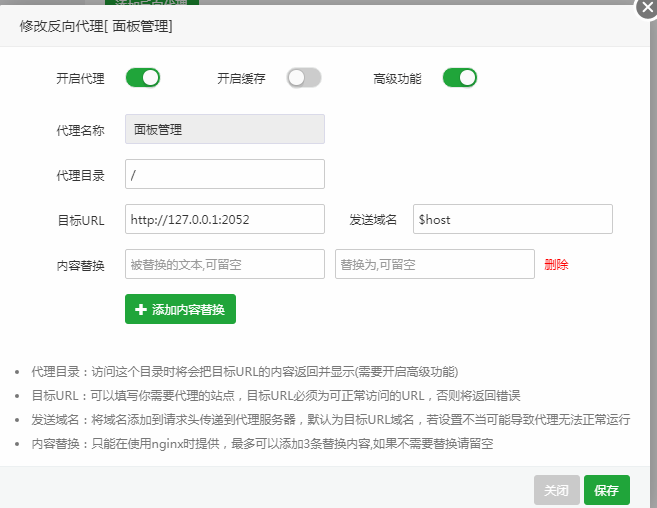 添加反向代理
修改反向代理[ 面板管理]
开启代理 开启缓存 高级功能
代理名称 面板管理
代理目录 /
目标URL http://127.0.0.1:2052 发送域名 $host
内容替换 被替换的文本,可留空 替换为,可留空 删除
添加内容替换
代理目录：访问这个目录时将会把目标URL的内容返回并显示(需要开启高级功能)
目标URL：可以填写你需要代理的站点，目标URL必须为可正常访问的URL，否则将返回错误
发送域名：将域名添加到请求头传递到代理服务器，默认为目标URL域名，若设置不当可能导致代理无法正常运行
内容替换：只能在使用nginx时提供，最多可以添加3条替换内容,如果不需要替换请留空
关闭 保存